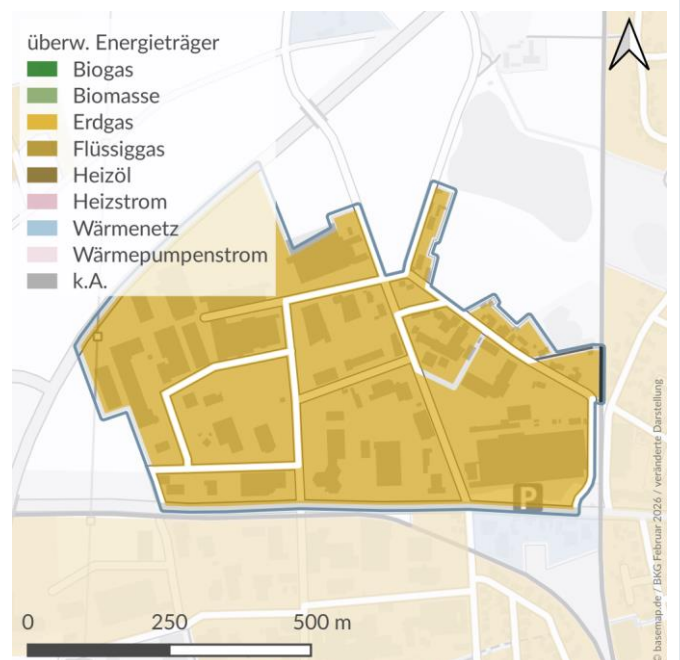 überw. Energieträger
Biogas
Biomasse
Erdgas
Flüssiggas
Heizöl
Heizstrom
Wärmenetz
Wärmepumpenstrom
k.A.
P
0 250 500 m
© basemap.de / BKG Februar 2026 / veränderte Darstellung